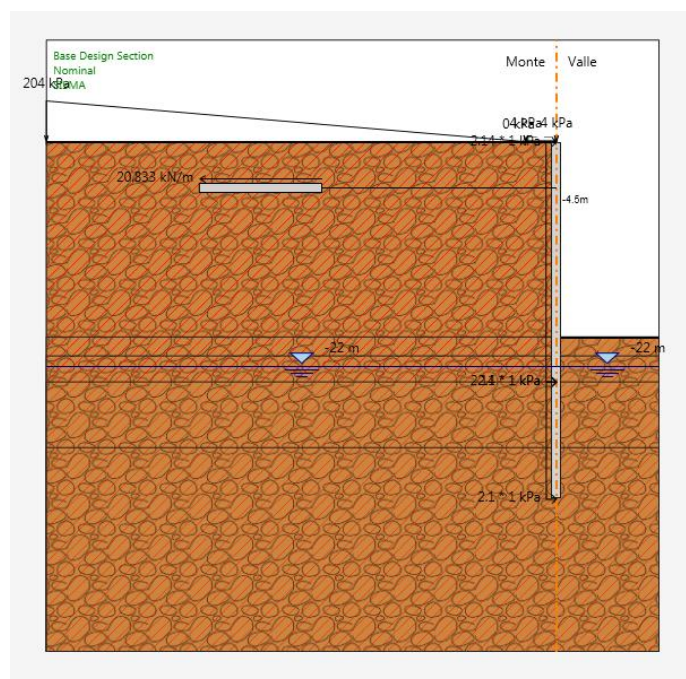 Base Design Section
Nominal
Monte
Valle
204 kPa
20.833 kN/m
-4.5m
-22 m
-22 m
2.1 * 1 kPa